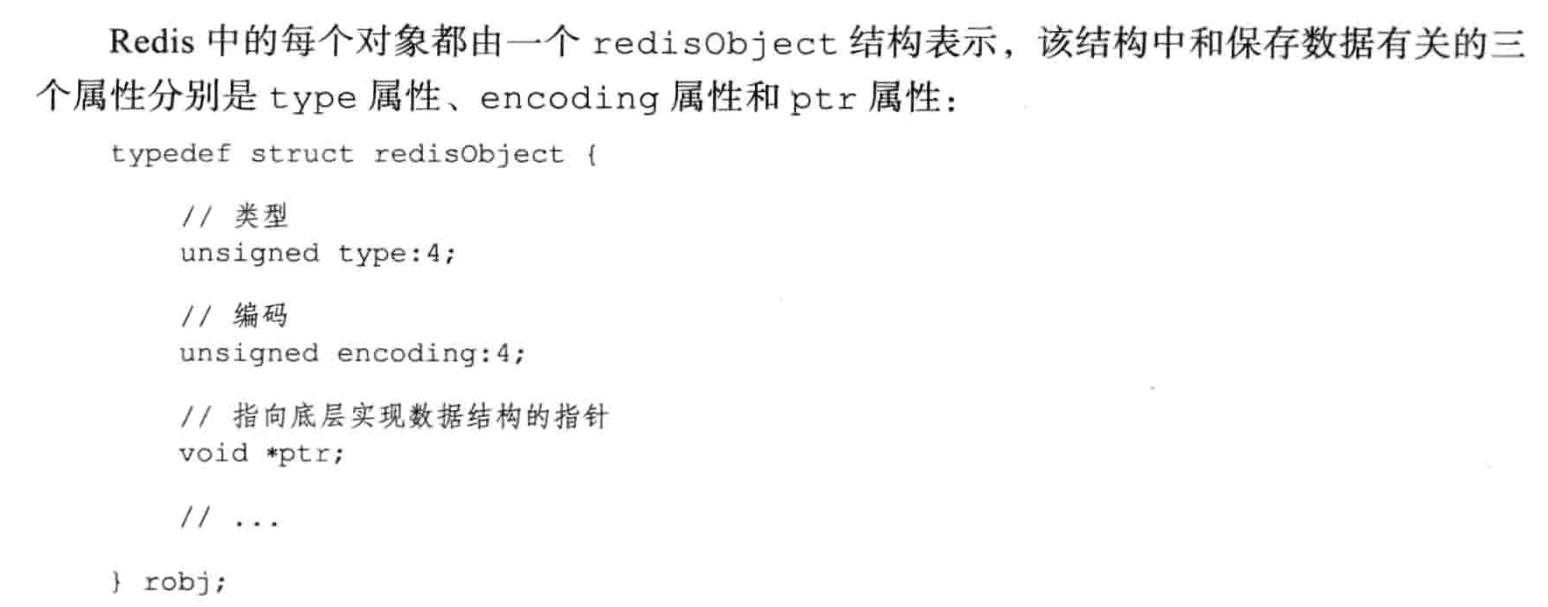 Redis 中的每个对象都由一个 redisObject 结构表示，该结构中和保存数据有关的三
个属性分别是 type 属性、encoding 属性和 ptr 属性：
typedef struct redisObject {
// 类型
unsigned type:4;
// 编码
unsigned encoding:4;
// 指向底层实现数据结构的指针
void *ptr;
// ...
} robj;